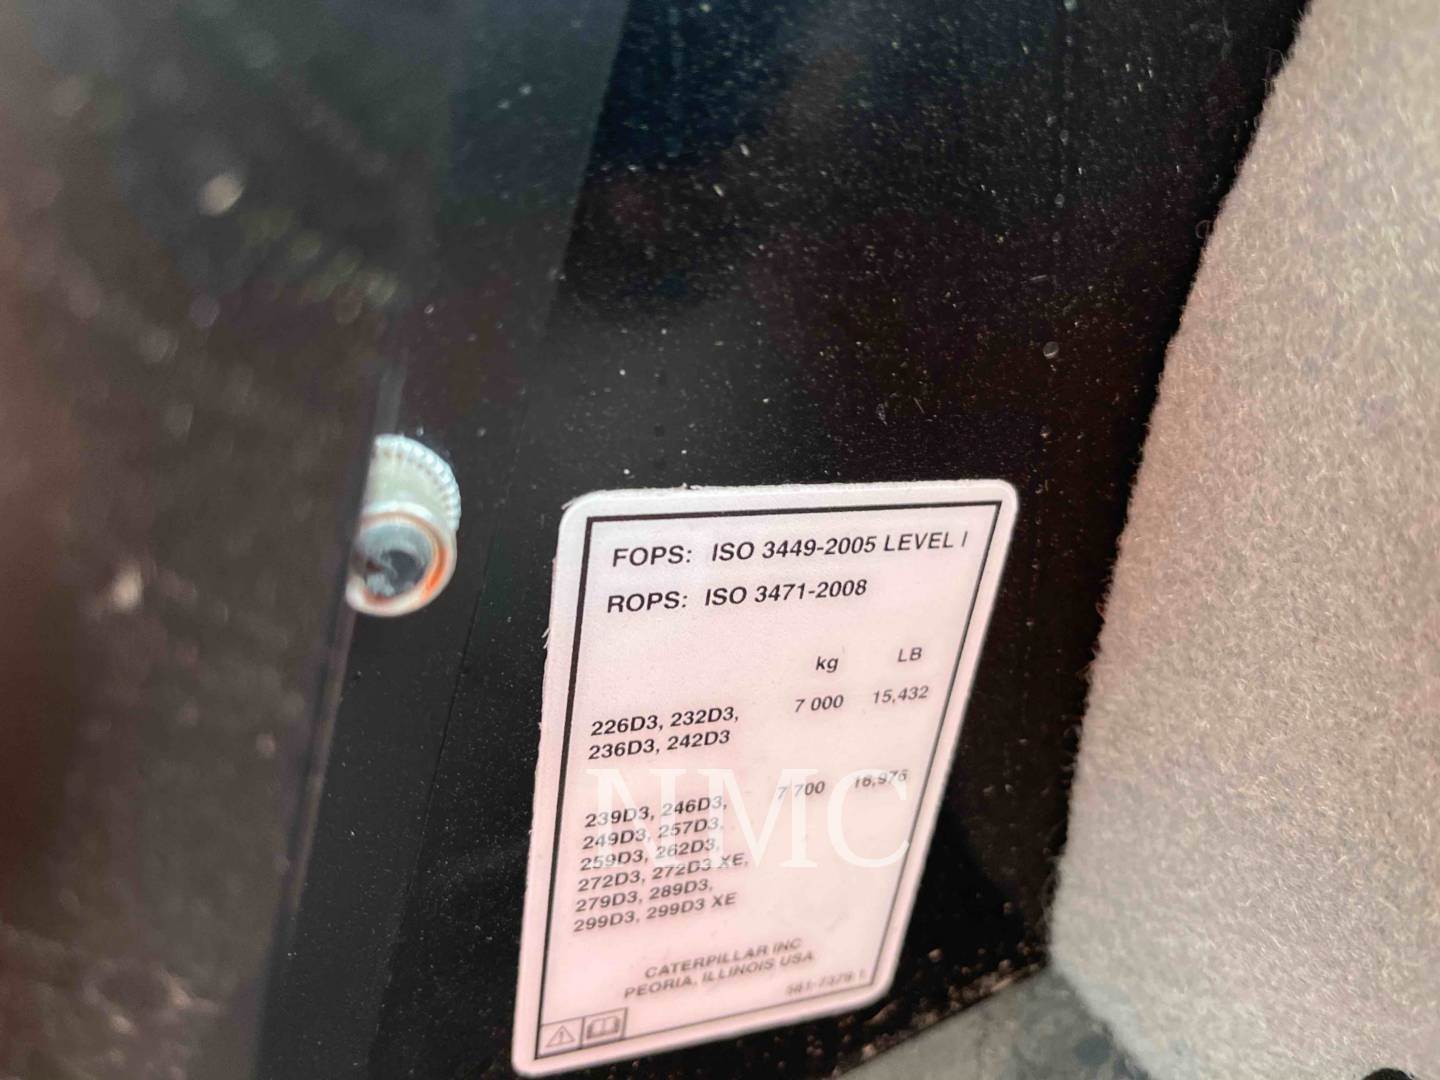 FOPS: ISO 3449-2005 LEVEL I
ROPS: ISO 3471-2008
kg LB
226D3, 232D3, 7 000 15,432
236D3, 242D3
239D3, 246D3, 7 700 16,976
249D3, 257D3,
259D3, 262D3,
272D3, 272D3 XE,
279D3, 289D3,
299D3, 299D3 XE
NMC
CATERPILLAR INC
PEORIA, ILLINOIS USA